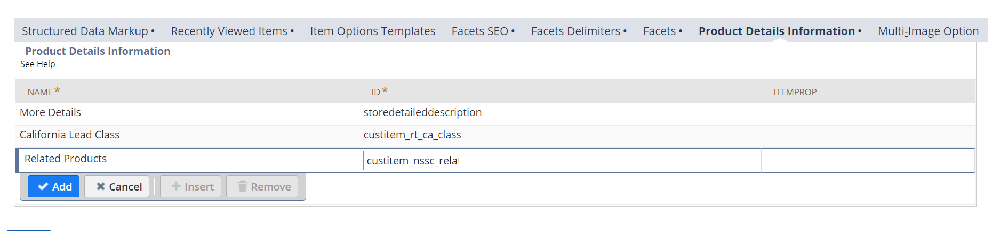 Structured Data Markup • Recently Viewed Items • Item Options Templates Facets SEO • Facets Delimiters • Facets • Product Details Information • Multi-Image Option
Product Details Information
See Help
NAME* ID* ITEMPROP
More Details storedetaileddescription
California Lead Class custitem_rt_ca_class
Related Products custitem_nssc_relat
Add Cancel Insert Remove